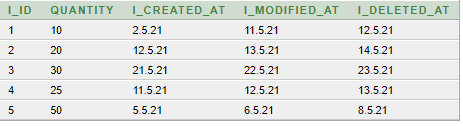 I_ID QUANTITY I_CREATED_AT I_MODIFIED_AT I_DELETED_AT
1 10 2.5.21 11.5.21 12.5.21
2 20 12.5.21 13.5.21 14.5.21
3 30 21.5.21 22.5.21 23.5.21
4 25 11.5.21 12.5.21 13.5.21
5 50 5.5.21 6.5.21 8.5.21